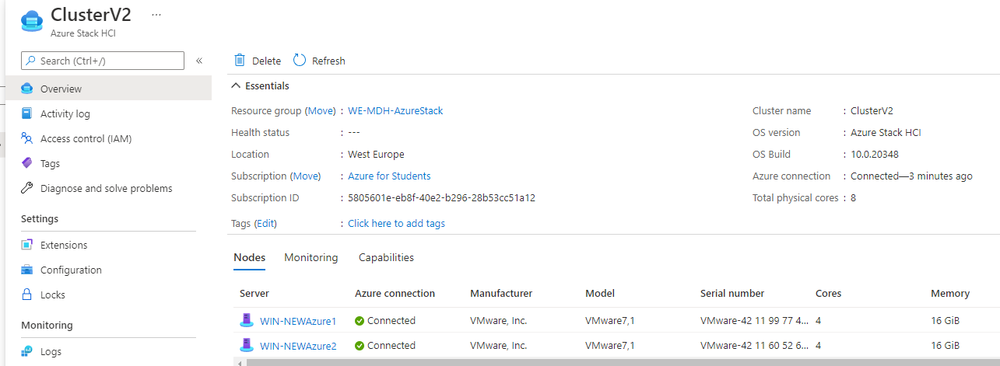 ClusterV2 ...
Azure Stack HCI
Search (Ctrl+/) «
Overview
Activity log
Access control (IAM)
Tags
Diagnose and solve problems
Settings
Extensions
Configuration
Locks
Monitoring
Logs
Delete Refresh
Essentials
Resource group (Move) : WE-MDH-AzureStack
Health status : ---
Location : West Europe
Subscription (Move) : Azure for Students
Subscription ID : 5805601e-eb8f-40e2-b296-28b53cc51a12
Tags (Edit) : Click here to add tags
Cluster name : ClusterV2
OS version : Azure Stack HCI
OS Build : 10.0.20348
Azure connection : Connected—3 minutes ago
Total physical cores : 8
Nodes Monitoring Capabilities
Server Azure connection Manufacturer Model Serial number Cores Memory
WIN-NEWAzure1 Connected VMware, Inc. VMware7,1 VMware-42 11 99 77 4... 4 16 GiB
WIN-NEWAzure2 Connected VMware, Inc. VMware7,1 VMware-42 11 60 52 6... 4 16 GiB